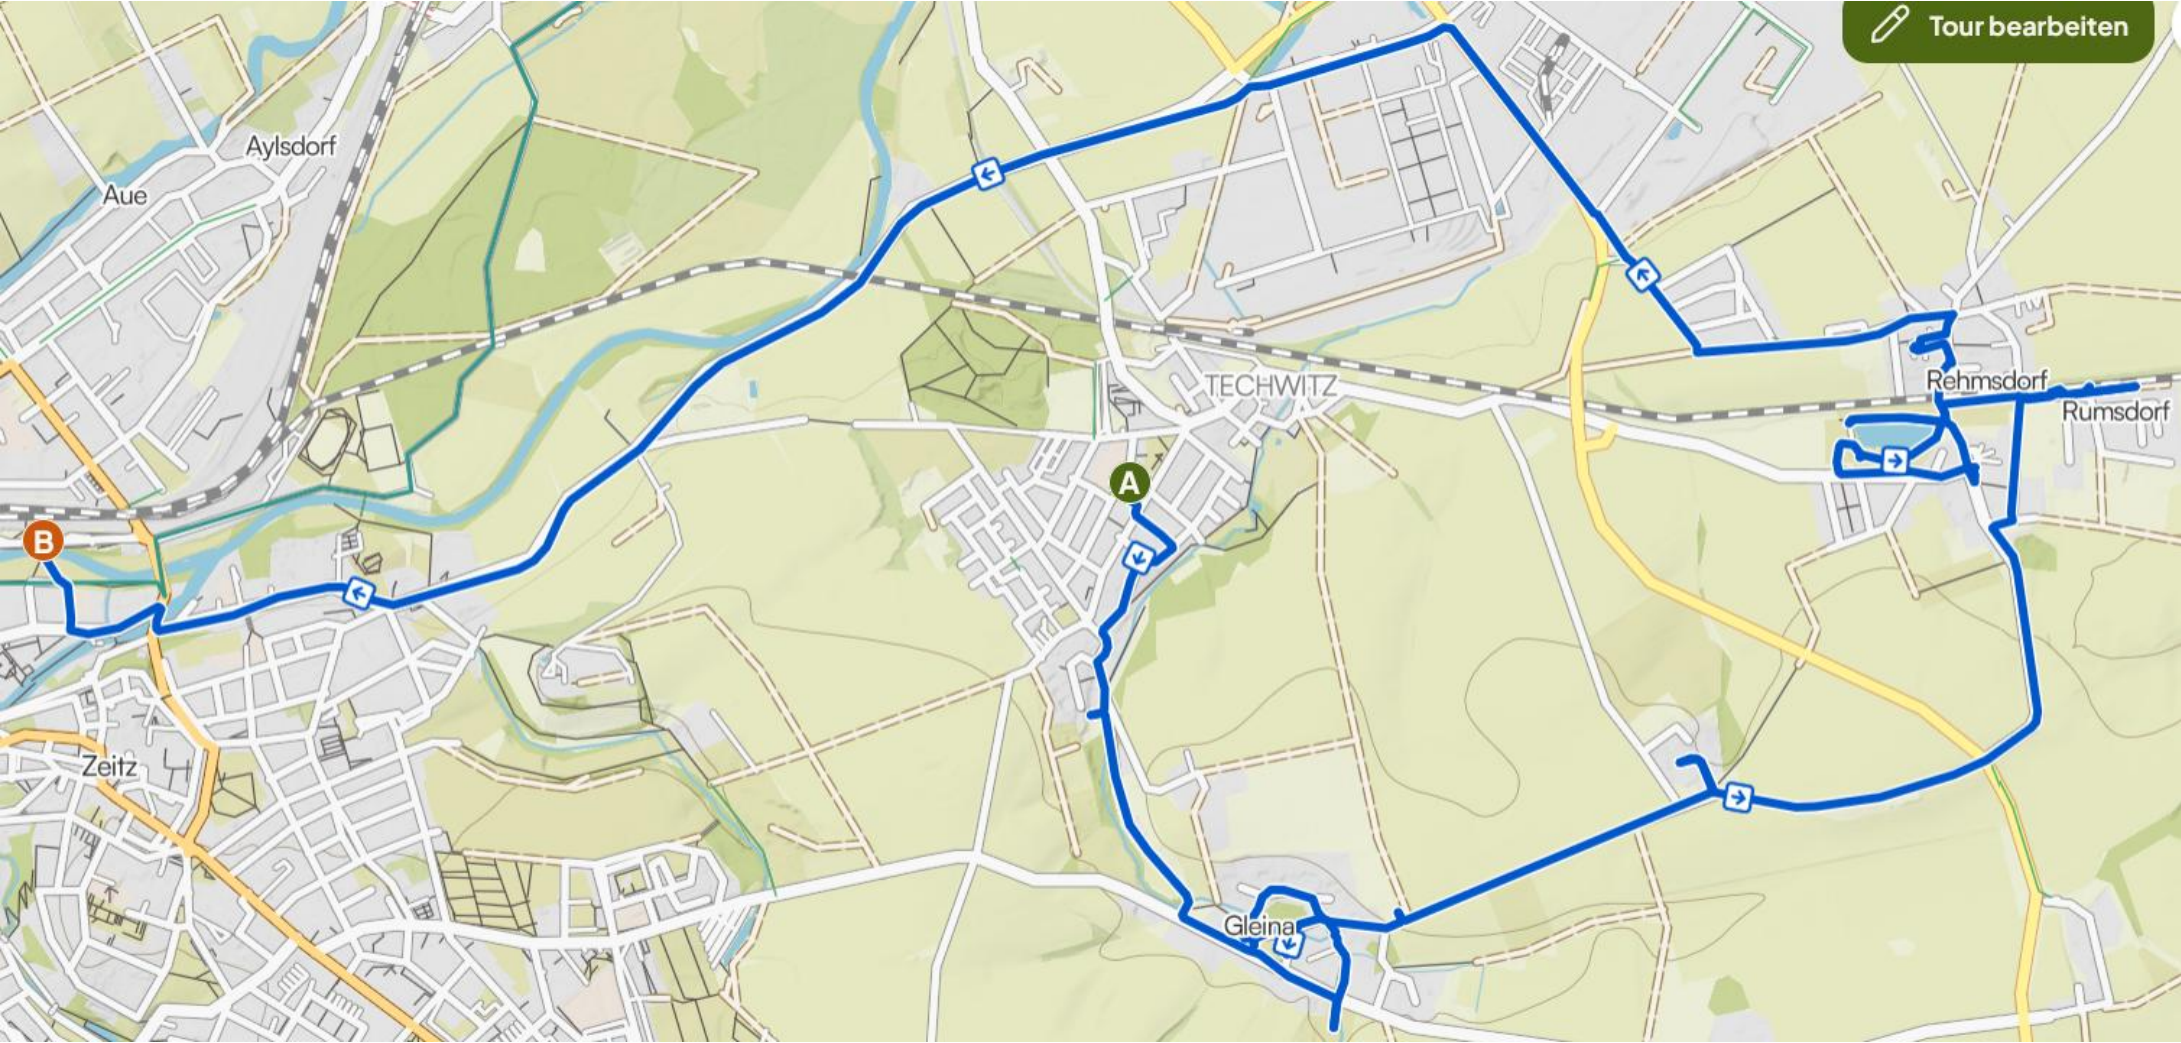 Tour bearbeiten
Aylsdorf
Aue
TECHWITZ
Rehmsdorf
Rumsdorf
A
B
Zeitz
Gleina